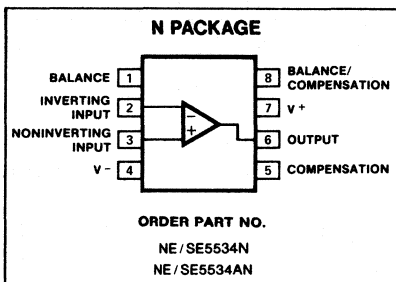 N PACKAGE
BALANCE 1
8 BALANCE/
COMPENSATION
INVERTING
INPUT 2
7 V+
NONINVERTING
INPUT 3
6 OUTPUT
V- 4
5 COMPENSATION
-
+
ORDER PART NO.
NE/SE5534N
NE/SE5534AN